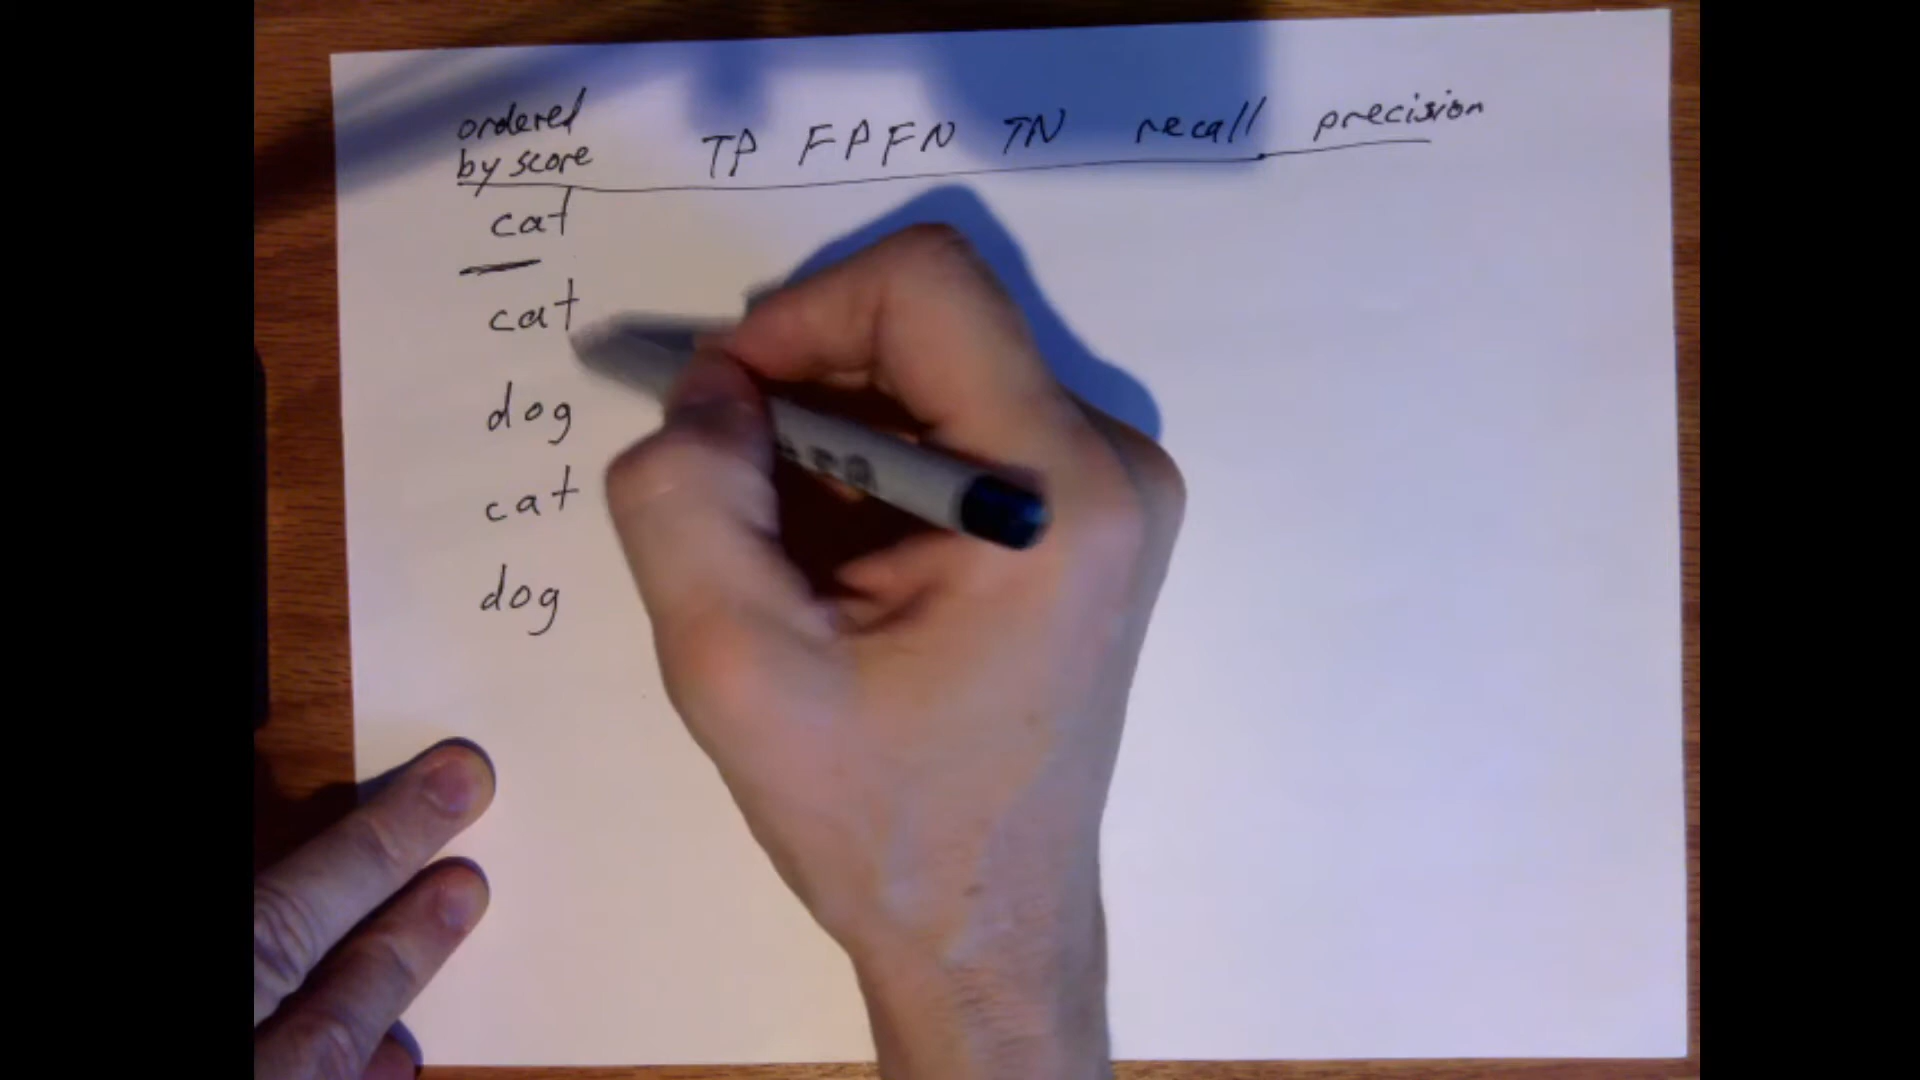 ordered
by score
TP FP FN TN recall precision
cat
cat
dog
cat
dog